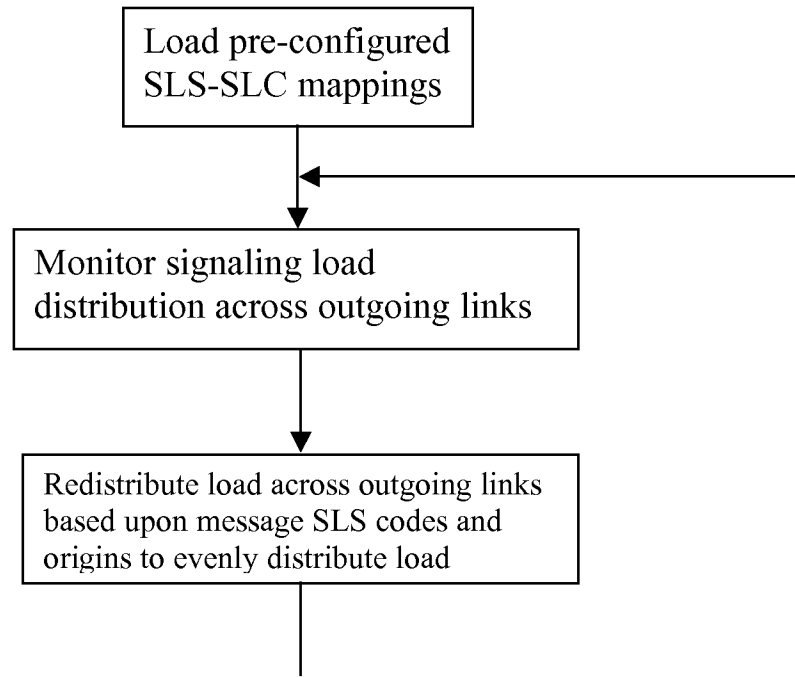 Load pre-configured
SLS-SLC mappings
Monitor signaling load
distribution across outgoing links
Redistribute load across outgoing links
based upon message SLS codes and
origins to evenly distribute load